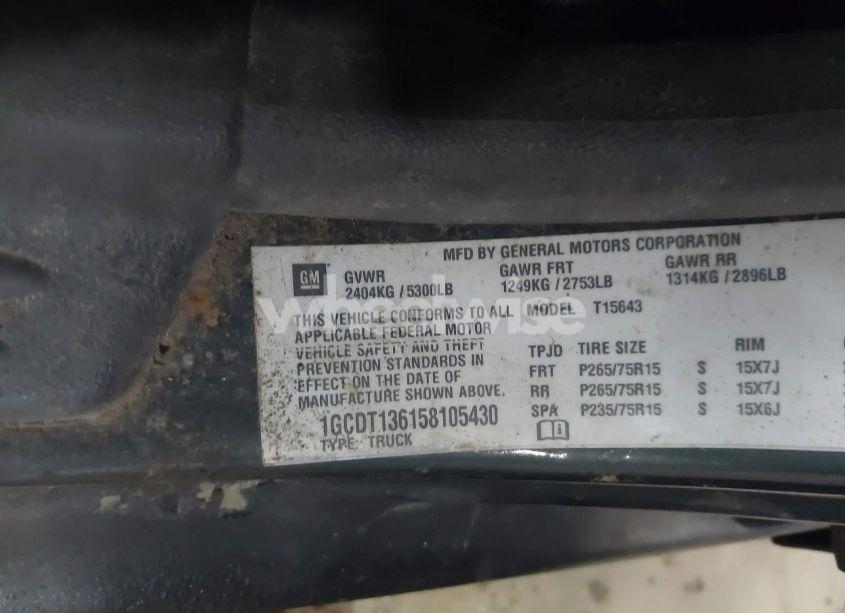 MFD BY GENERAL MOTORS CORPORATION
GM GVWR GAWR FRT GAWR RR
2404KG / 5300LB 1249KG / 2753LB 1314KG / 2896LB
THIS VEHICLE CONFORMS TO ALL MODEL T15643
APPLICABLE FEDERAL MOTOR
VEHICLE SAFETY AND THEFT
PREVENTION STANDARDS IN
EFFECT ON THE DATE OF
MANUFACTURE SHOWN ABOVE.
1GCDT136158105430
TYPE: TRUCK
TPJD TIRE SIZE RIM
FRT P265/75R15 S 15X7J
RR P265/75R15 S 15X7J
SPA P235/75R15 S 15X6J
wheelwise